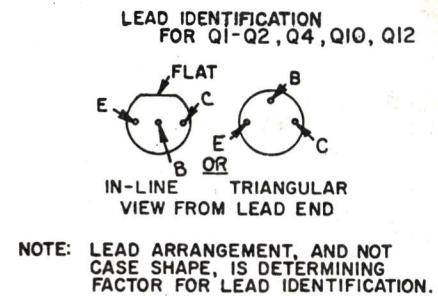 LEAD IDENTIFICATION
FOR Q1-Q2, Q4, Q10, Q12
FLAT
E
C
B
B
E
C
OR
IN-LINE
TRIANGULAR
VIEW FROM LEAD END
NOTE: LEAD ARRANGEMENT, AND NOT
CASE SHAPE, IS DETERMINING
FACTOR FOR LEAD IDENTIFICATION.